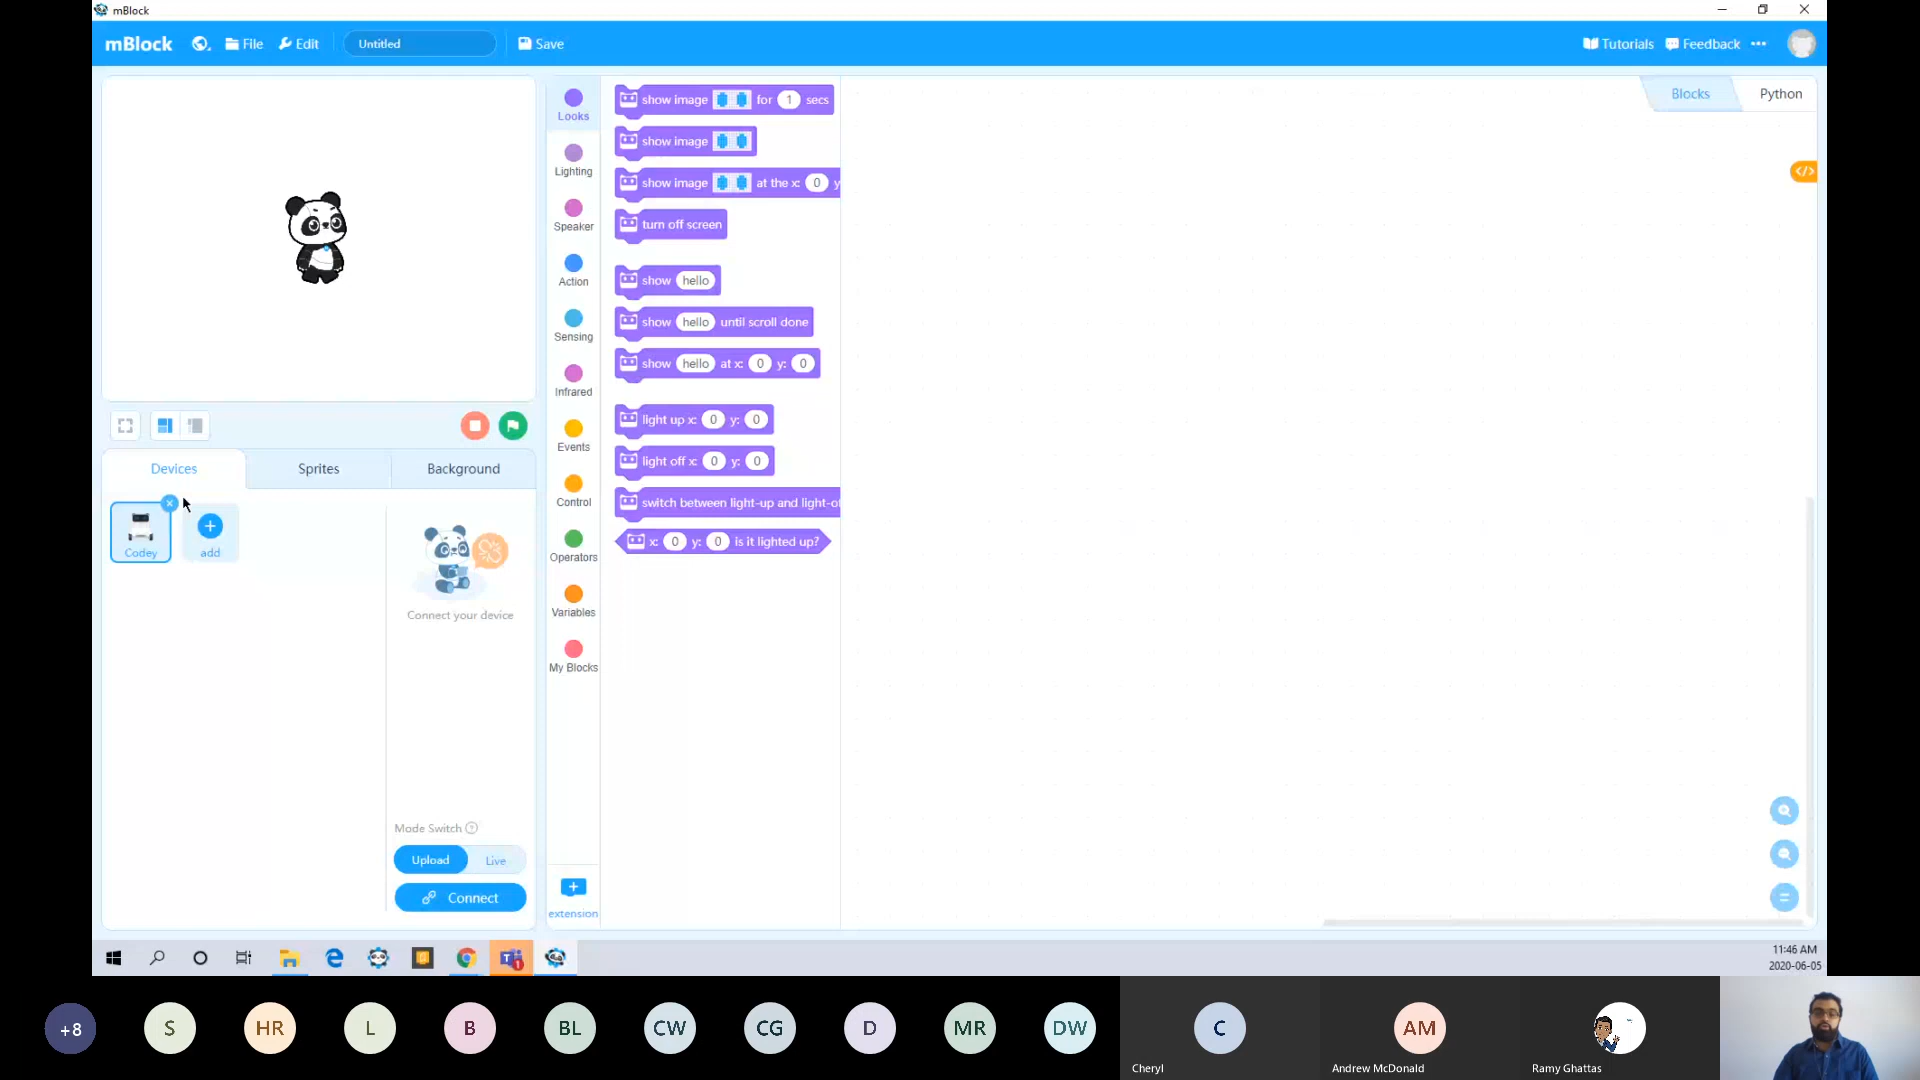 mBlock
mBlock File Edit Untitled Save Tutorials Feedback
Blocks Python
Looks
Lighting
Speaker
Action
Sensing
Infrared
Events
Control
Operators
Variables
My Blocks
extension
show image for 1 secs
show image
show image at the x: 0 y
turn off screen
show hello
show hello until scroll done
show hello at x: 0 y: 0
light up x: 0 y: 0
light off x: 0 y: 0
switch between light-up and light-of
x: 0 y: 0 is it lighted up?
Devices Sprites Background
Codey
add
Connect your device
Mode Switch ?
Upload Live
Connect
11:46 AM
2020-06-05
+8 S HR L B BL CW CG D MR DW C AM
Cheryl Andrew McDonald Ramy Ghattas